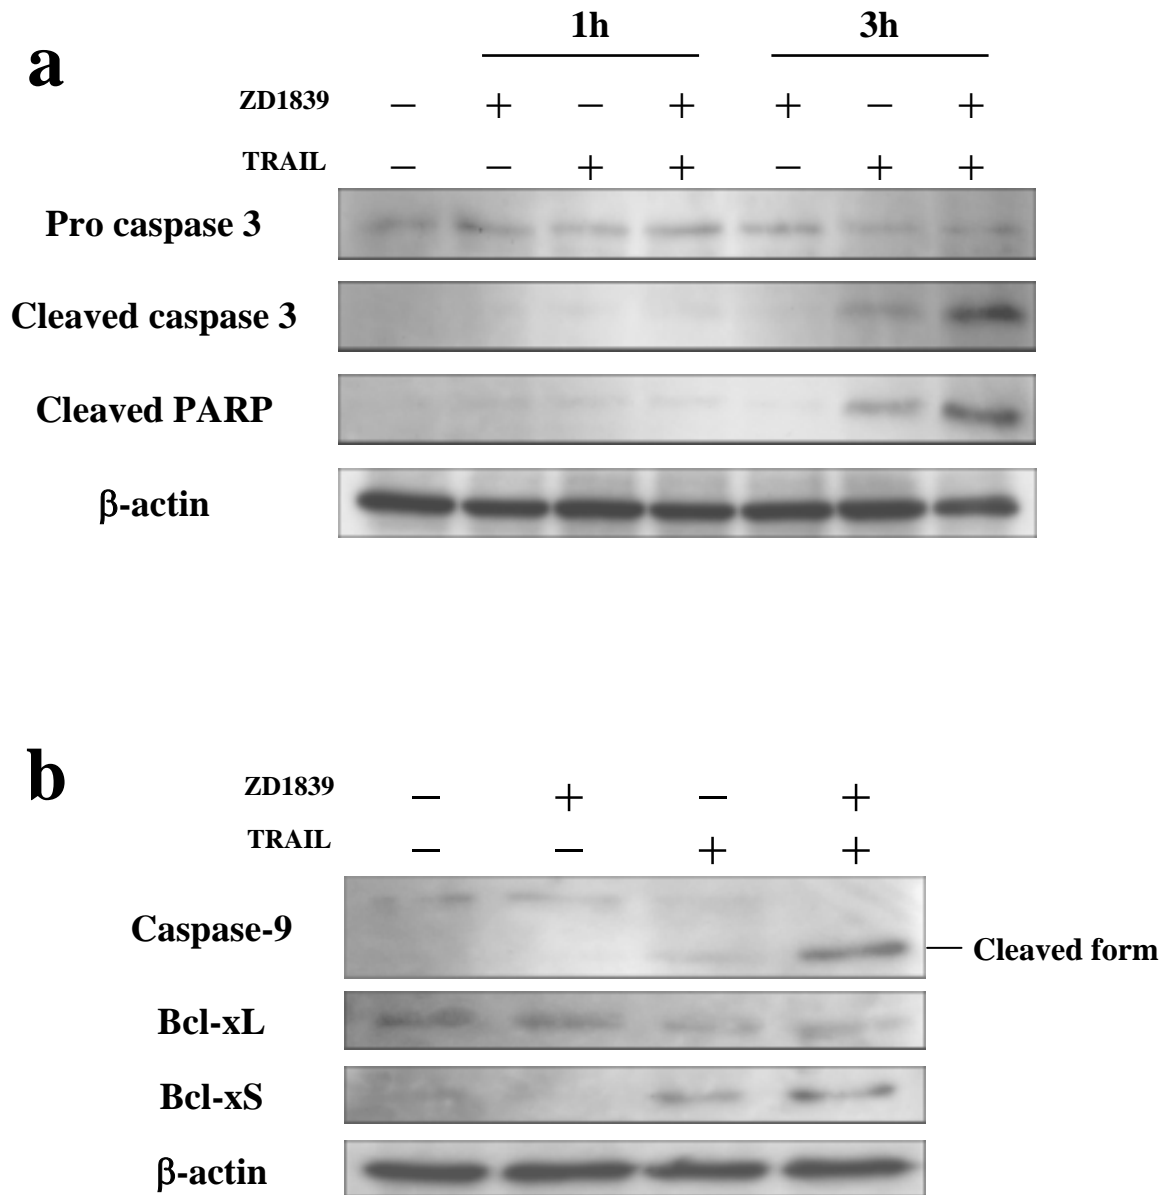 a
1h 3h
ZD1839 − + − + + − +
TRAIL − − + + − + +
Pro caspase 3
Cleaved caspase 3
Cleaved PARP
β-actin
b
ZD1839 − + − +
TRAIL − − + +
Caspase-9
Cleaved form
Bcl-xL
Bcl-xS
β-actin